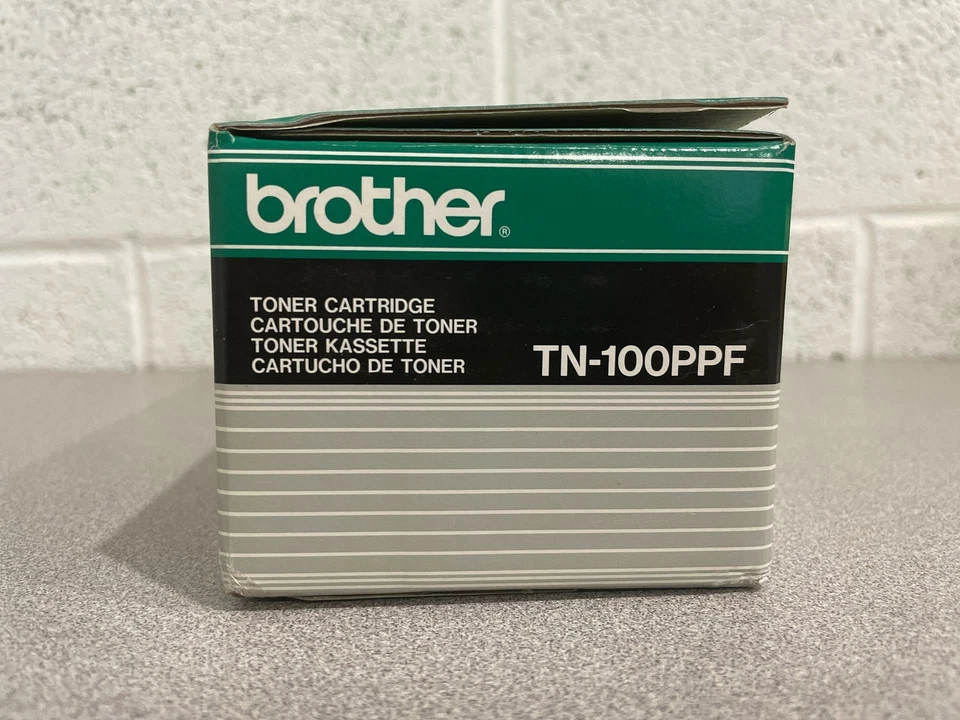 brother®
TONER CARTRIDGE
CARTOUCHE DE TONER
TONER KASSETTE
CARTUCHO DE TONER
TN-100PPF